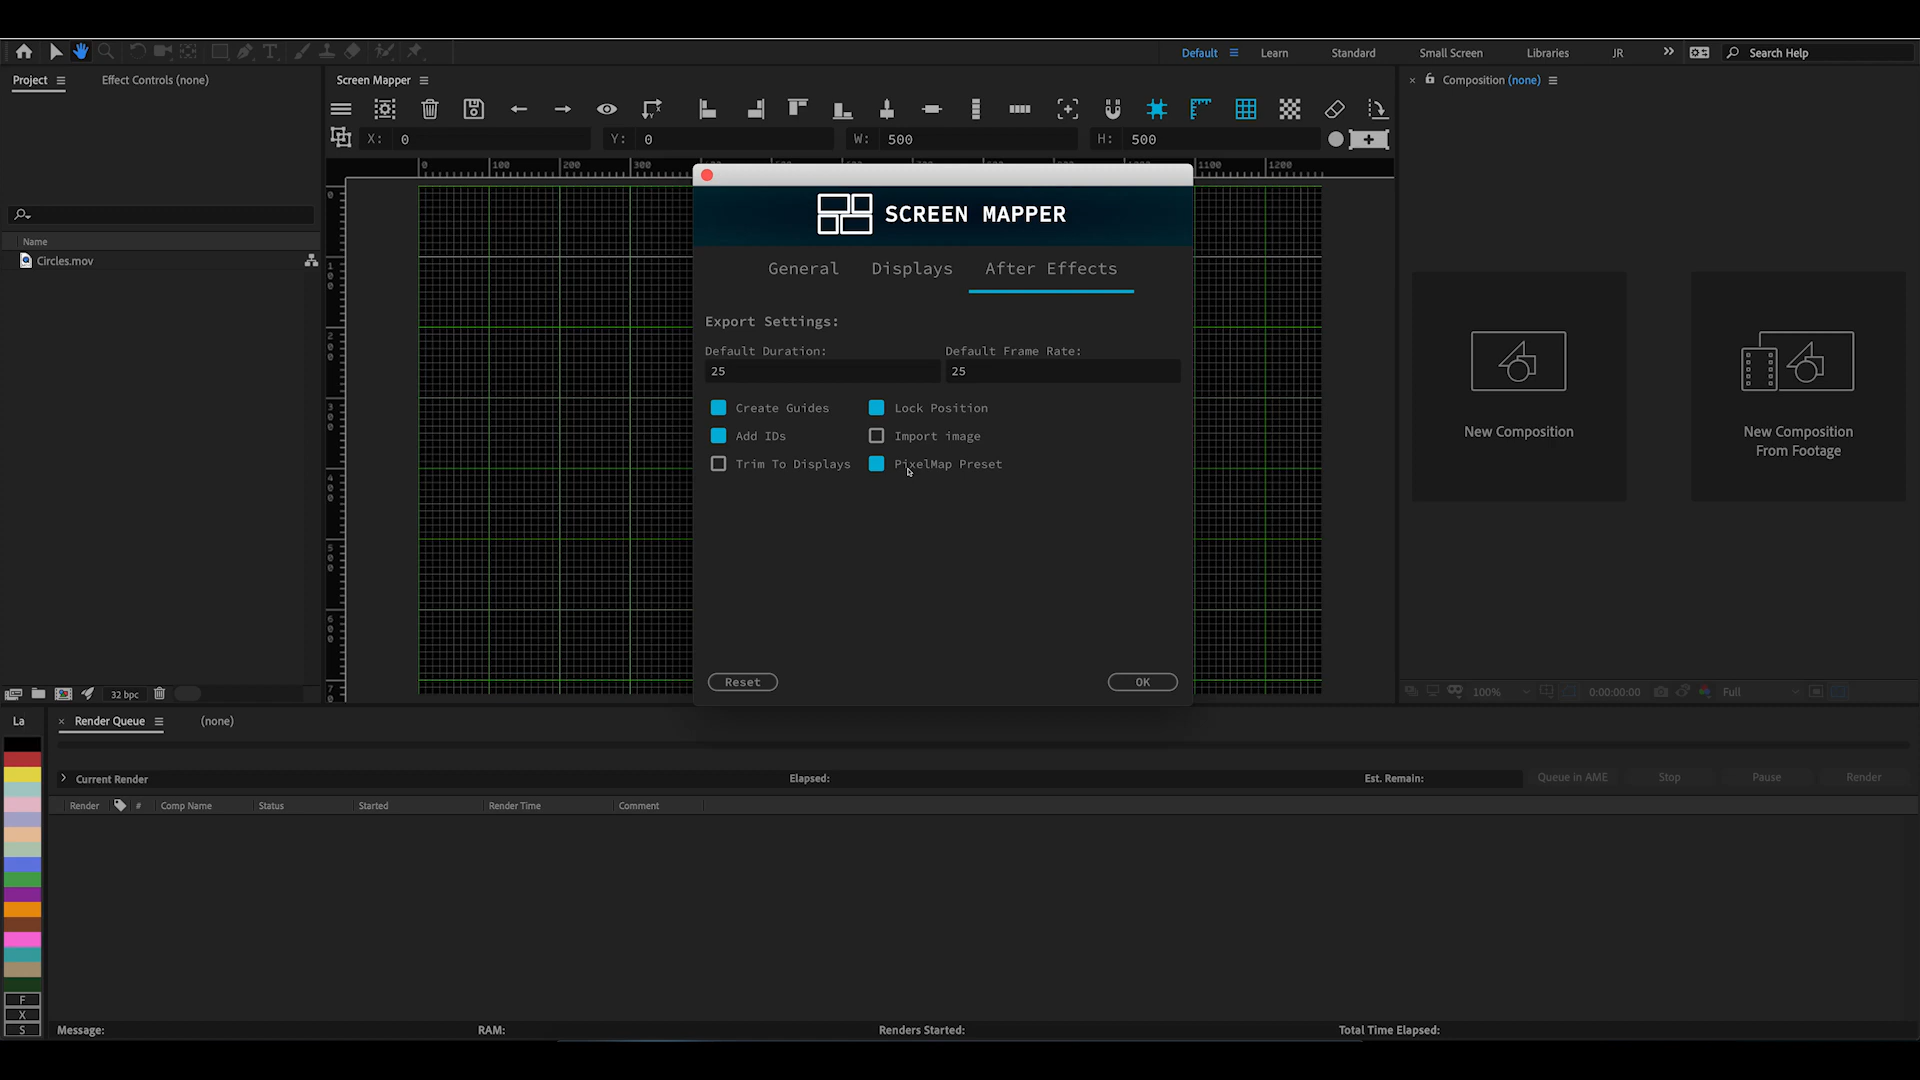 Default
Learn
Standard
Small Screen
Libraries
JR
Search Help
Project
Effect Controls (none)
Screen Mapper
Composition (none)
X: 0
Y: 0
W: 500
H: 500
0
100
200
300
1100
1200
SCREEN MAPPER
Name
Circles.mov
General
Displays
After Effects
Export Settings:
Default Duration:
Default Frame Rate:
25
25
Create Guides
Lock Position
Add IDs
Import image
Trim To Displays
PixelMap Preset
New Composition
New Composition
From Footage
Reset
OK
32 bpc
100%
0:00:00:00
Full
La
Render Queue
(none)
Current Render
Elapsed:
Est. Remain:
Queue in AME
Stop
Pause
Render
Render
#
Comp Name
Status
Started
Render Time
Comment
F
X
S
Message:
RAM:
Renders Started:
Total Time Elapsed: